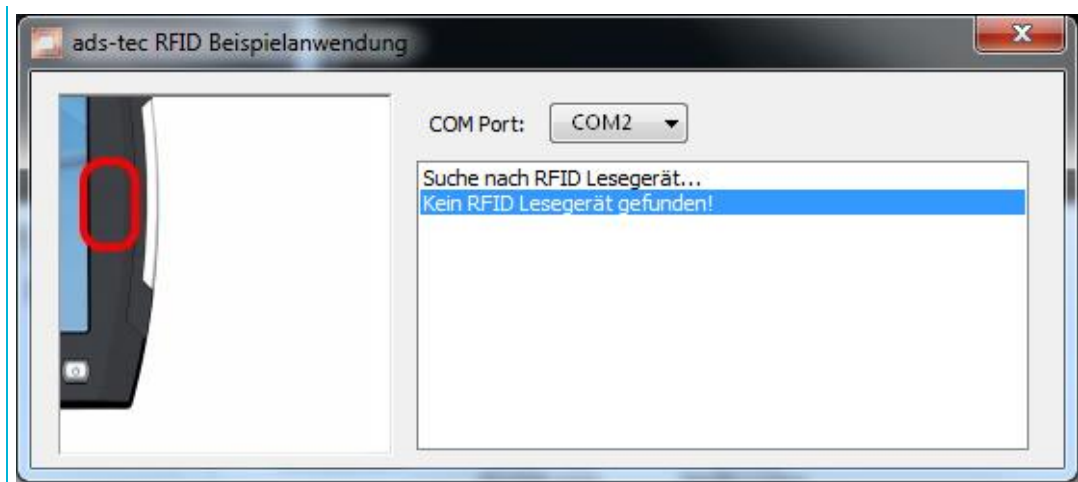 ads-tec RFID Beispielanwendung
COM Port: COM2
Suche nach RFID Lesegerät...
Kein RFID Lesegerät gefunden!